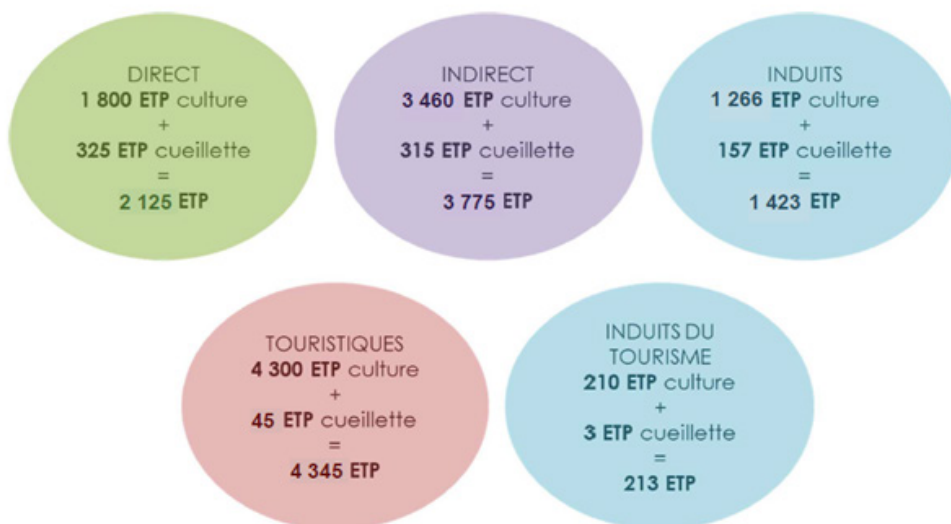 DIRECT
1 800 ETP culture
+
325 ETP cueillette
=
2 125 ETP
INDIRECT
3 460 ETP culture
+
315 ETP cueillette
=
3 775 ETP
INDUITS
1 266 ETP culture
+
157 ETP cueillette
=
1 423 ETP
TOURISTIQUES
4 300 ETP culture
+
45 ETP cueillette
=
4 345 ETP
INDUITS DU
TOURISME
210 ETP culture
+
3 ETP cueillette
=
213 ETP